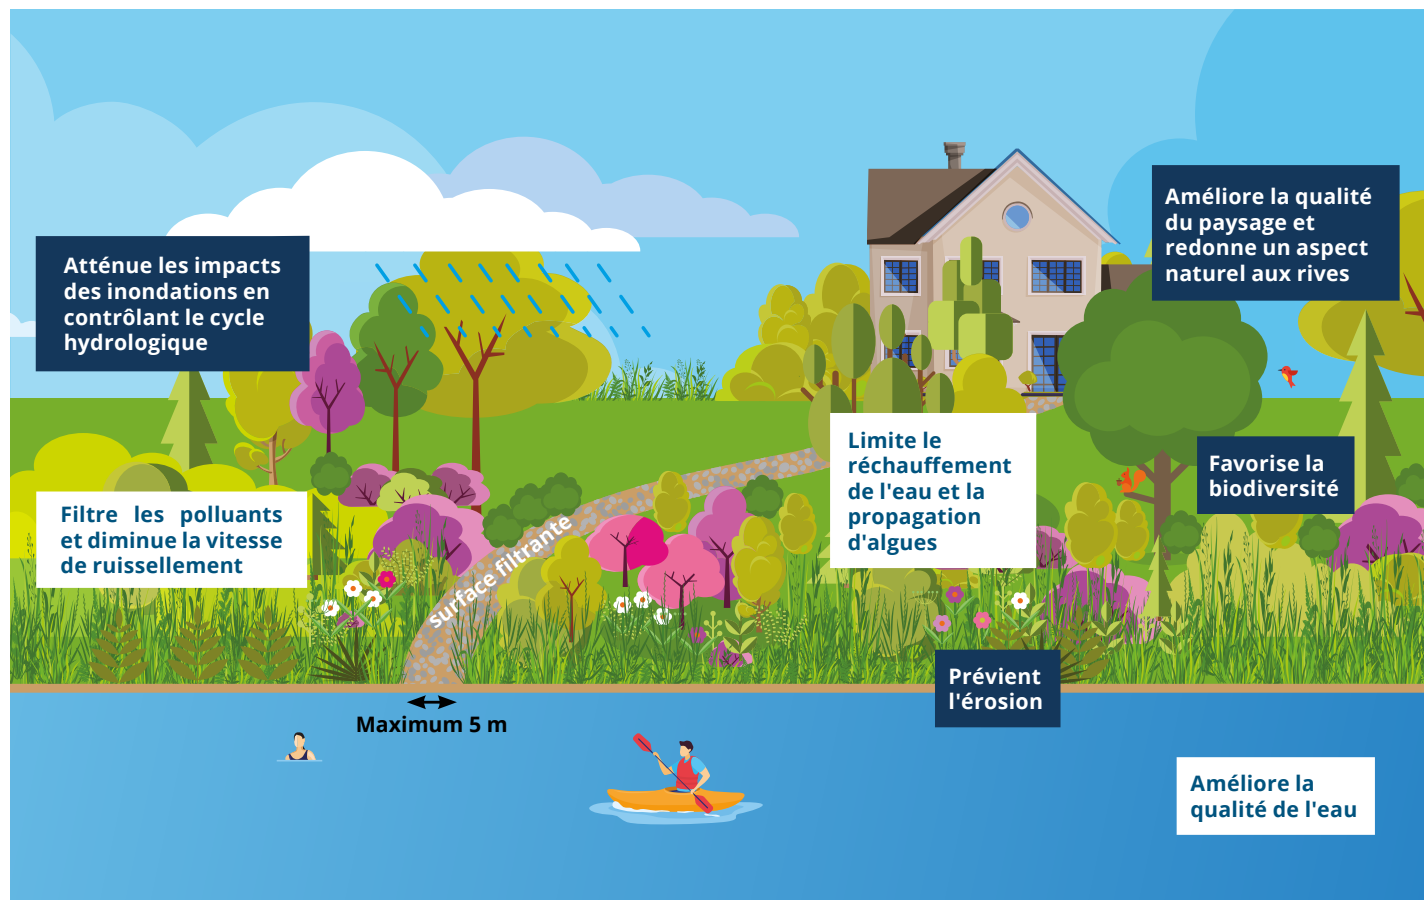 Améliore la qualité
du paysage et
redonne un aspect
naturel aux rives
Atténue les impacts
des inondations en
contrôlant le cycle
hydrologique
Limite le
réchauffement
de l'eau et la
propagation
d'algues
Favorise la
biodiversité
Filtre les polluants
et diminue la vitesse
de ruissellement
surface filtrante
Prévient
l'érosion
Maximum 5 m
Améliore la
qualité de l'eau